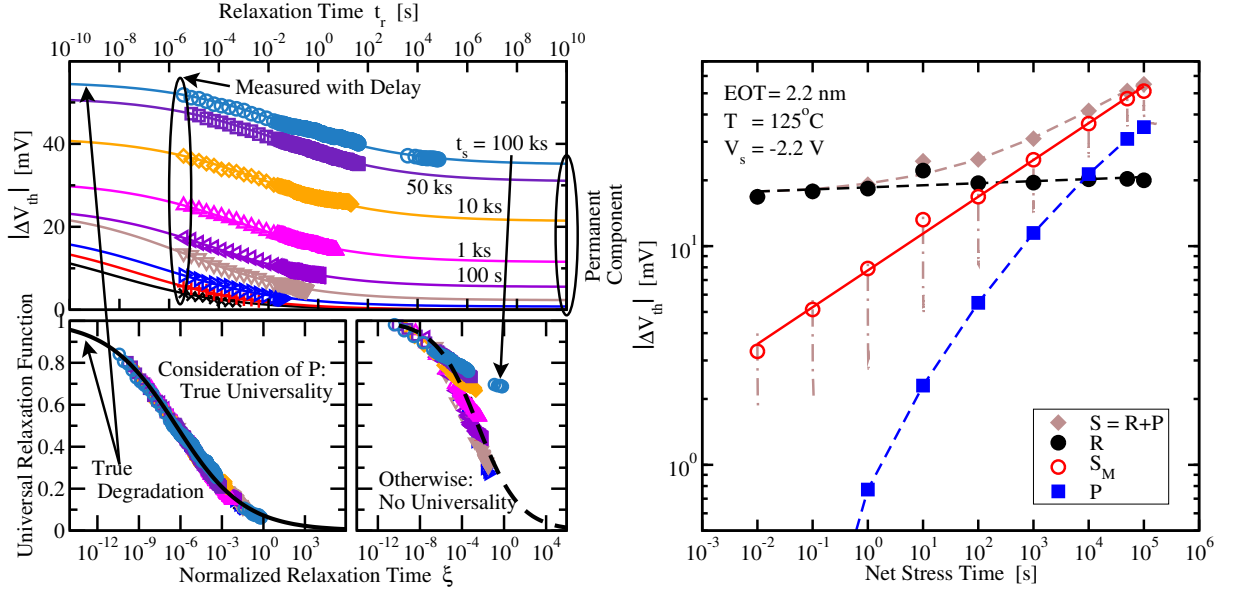 Relaxation Time t_r [s]
10^-10 10^-8 10^-6 10^-4 10^-2 10^0 10^2 10^4 10^6 10^8 10^10
Measured with Delay
|ΔV_th| [mV]
40
20
0
t_s = 100 ks
50 ks
10 ks
1 ks
100 s
Permanent
Component
Universal Relaxation Function
1
0.8
0.6
0.4
0.2
0
Consideration of P:
True Universality
True
Degradation
Otherwise:
No Universality
10^-12 10^-9 10^-6 10^-3 10^0 10^3
10^-12 10^-8 10^-4 10^0 10^4
Normalized Relaxation Time ξ
EOT= 2.2 nm
T = 125°C
V_s = -2.2 V
|ΔV_th| [mV]
10^1
10^0
S = R+P
R
S_M
P
10^-3 10^-2 10^-1 10^0 10^1 10^2 10^3 10^4 10^5 10^6
Net Stress Time [s]